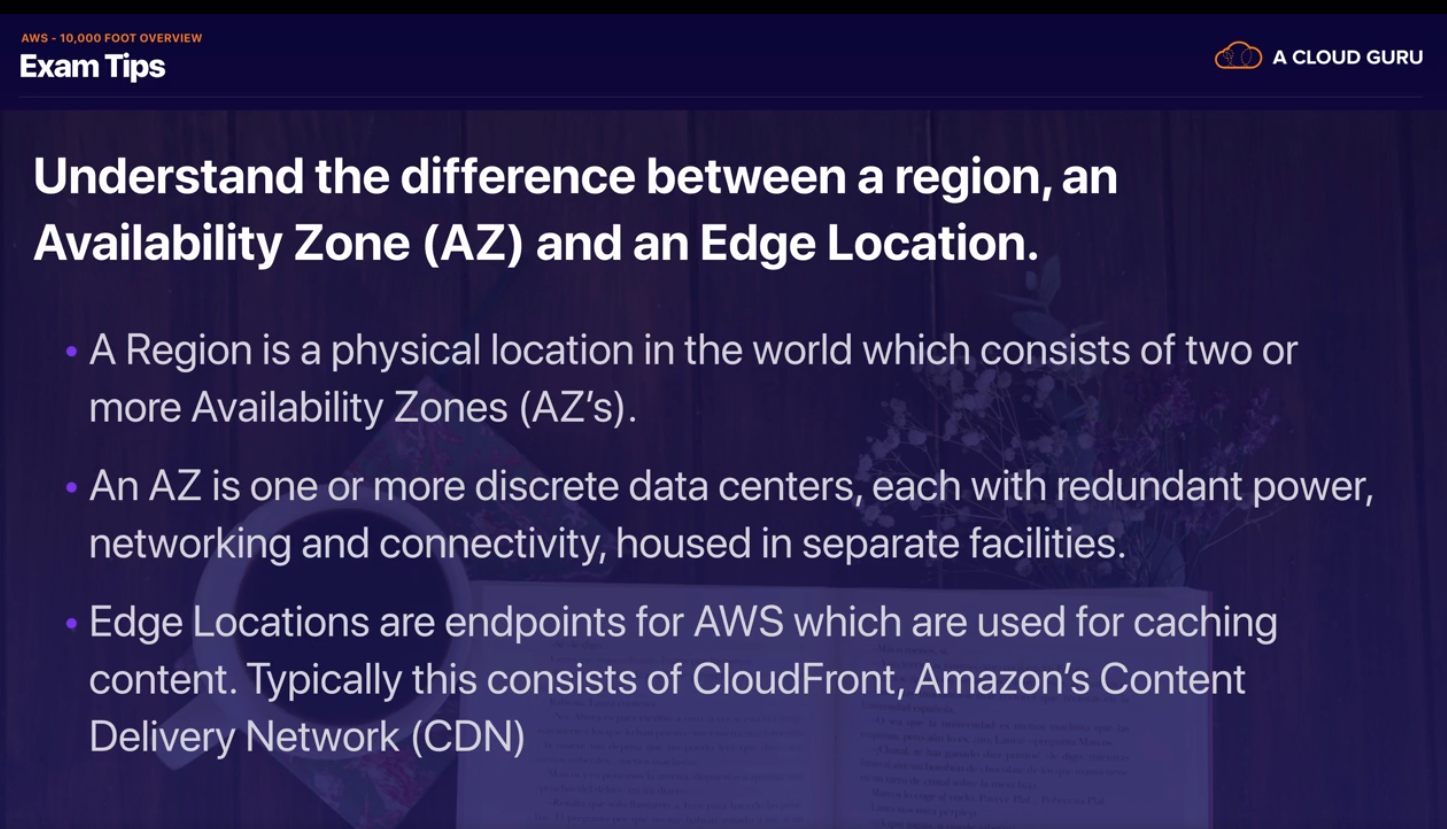 AWS - 10,000 FOOT OVERVIEW
Exam Tips
A CLOUD GURU
Understand the difference between a region, an
Availability Zone (AZ) and an Edge Location.
• A Region is a physical location in the world which consists of two or
more Availability Zones (AZ’s).
• An AZ is one or more discrete data centers, each with redundant power,
networking and connectivity, housed in separate facilities.
• Edge Locations are endpoints for AWS which are used for caching
content. Typically this consists of CloudFront, Amazon’s Content
Delivery Network (CDN)